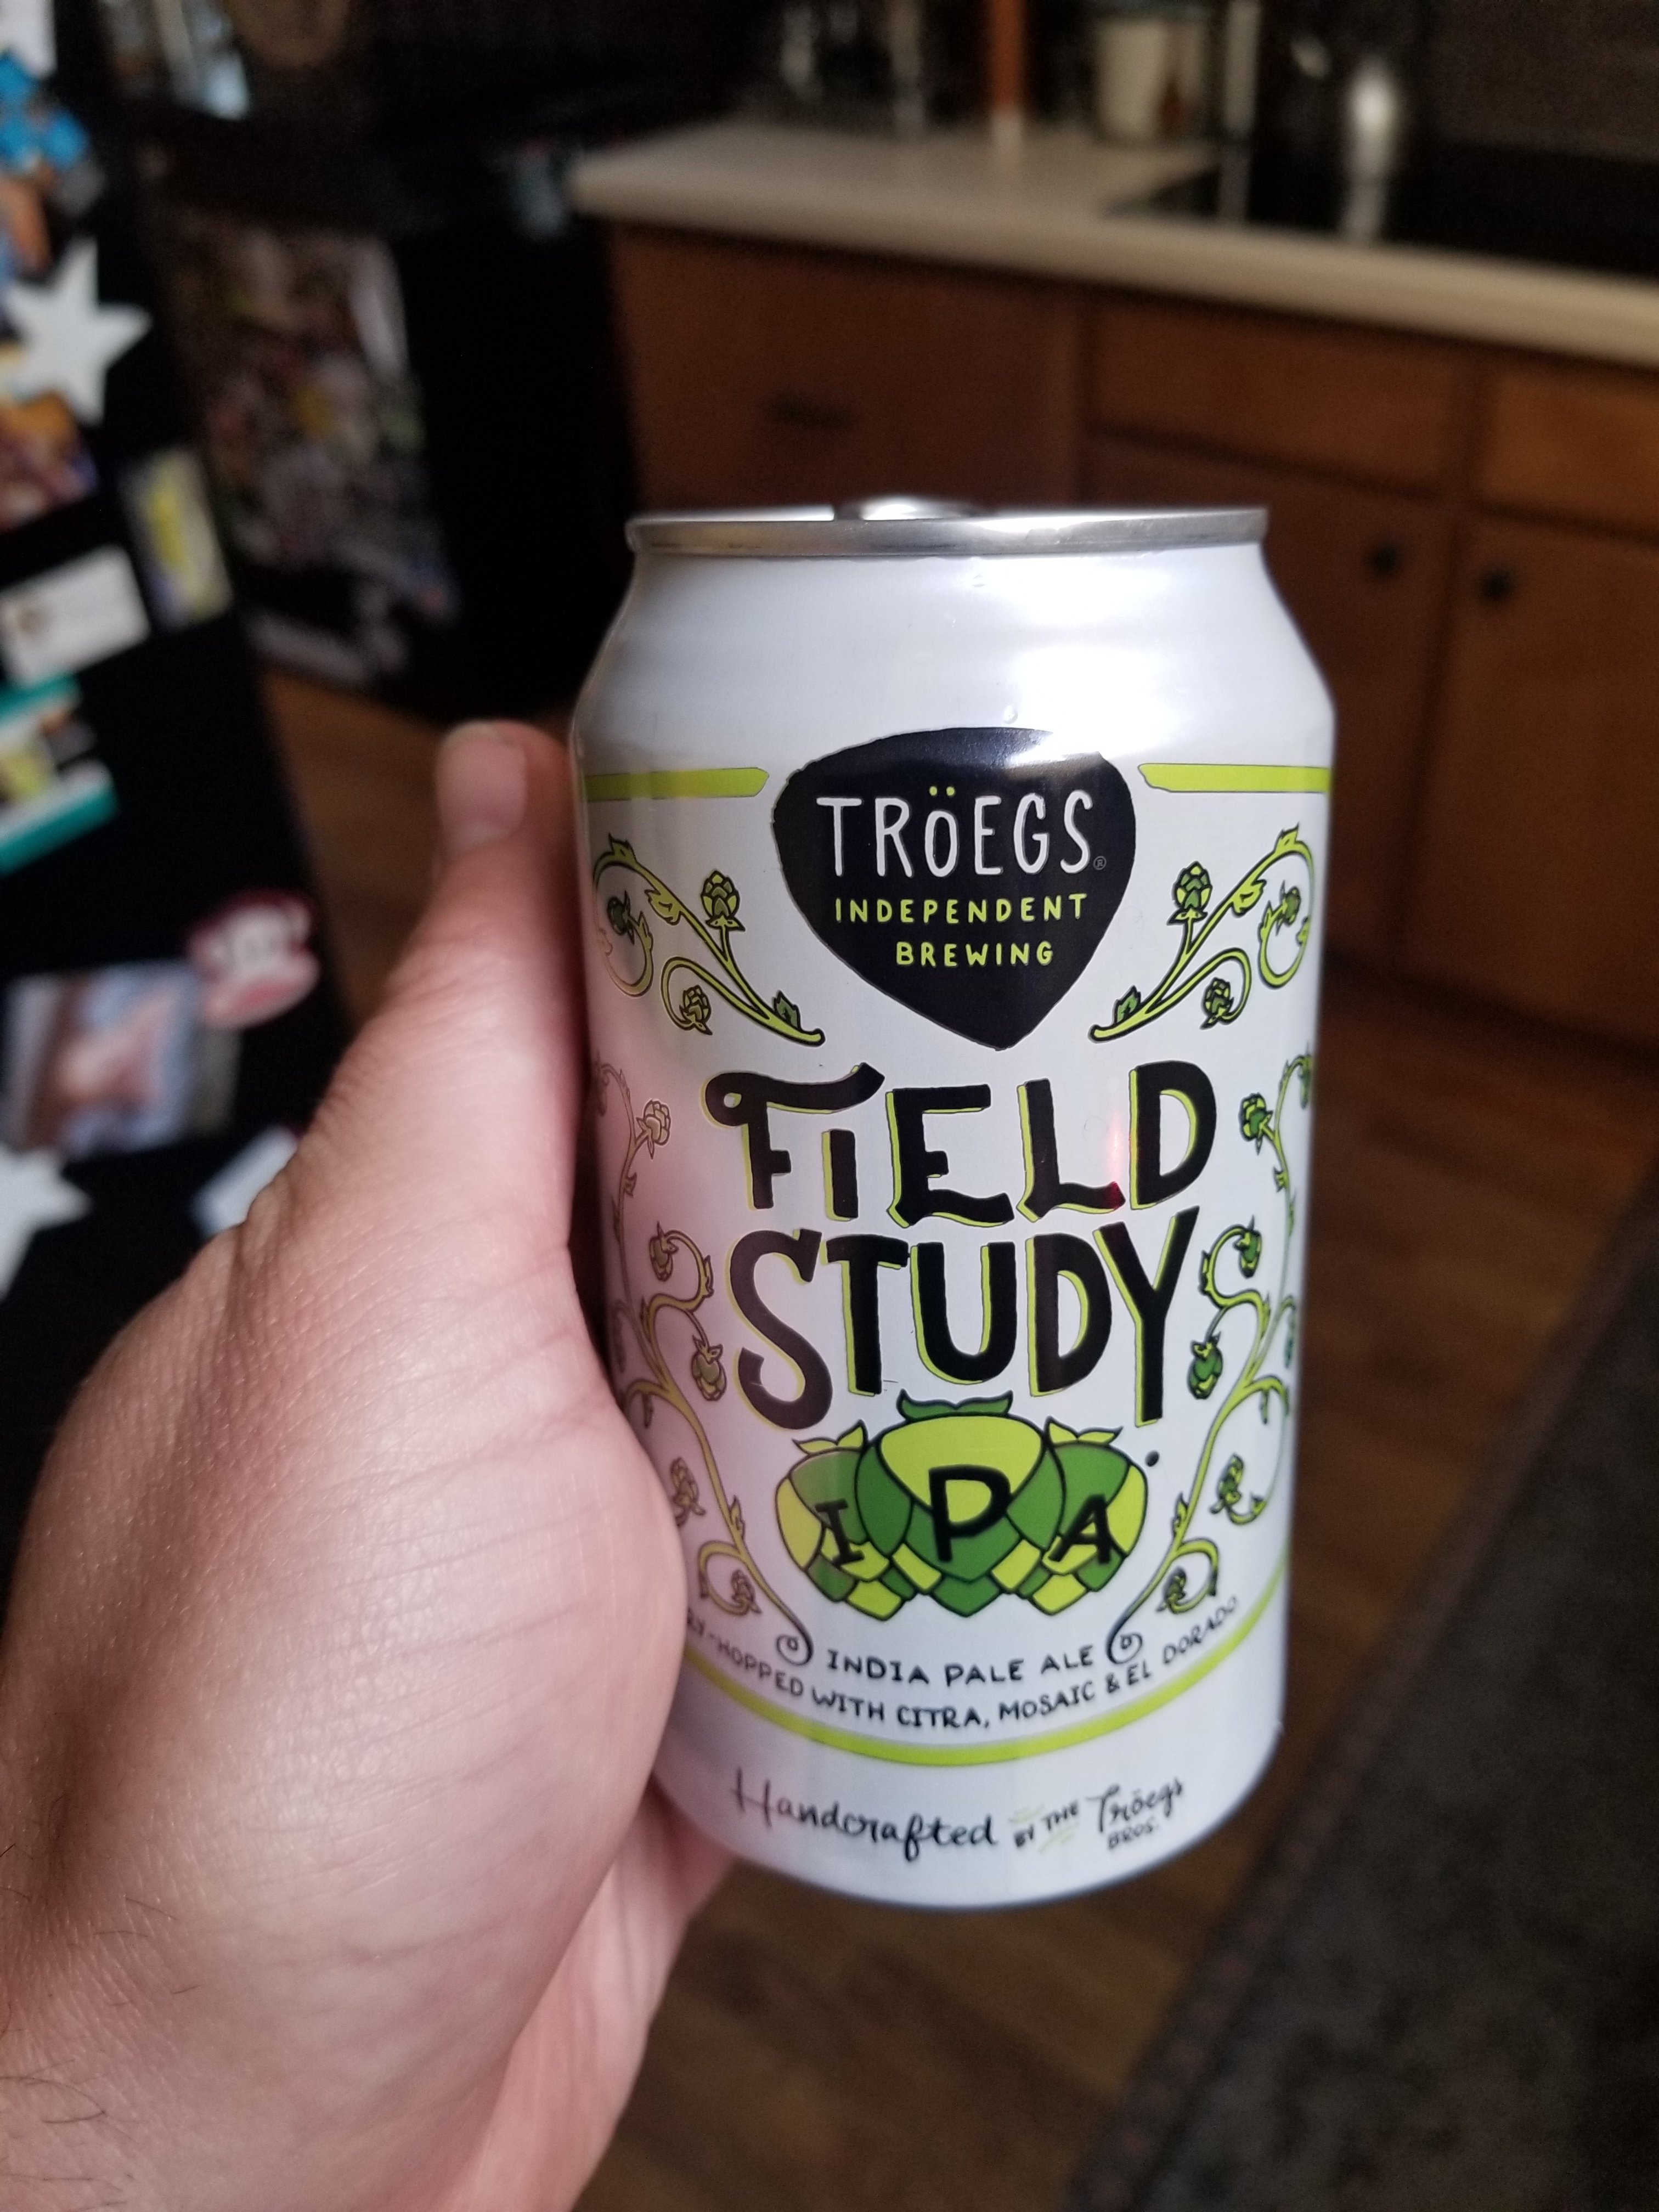 TRÖEGS®
INDEPENDENT
BREWING
FIELD
STUDY
IPA
INDIA PALE ALE
-HOPPED WITH CITRA, MOSAIC & EL DORADO
Handcrafted BY THE Tröegs
BROS.